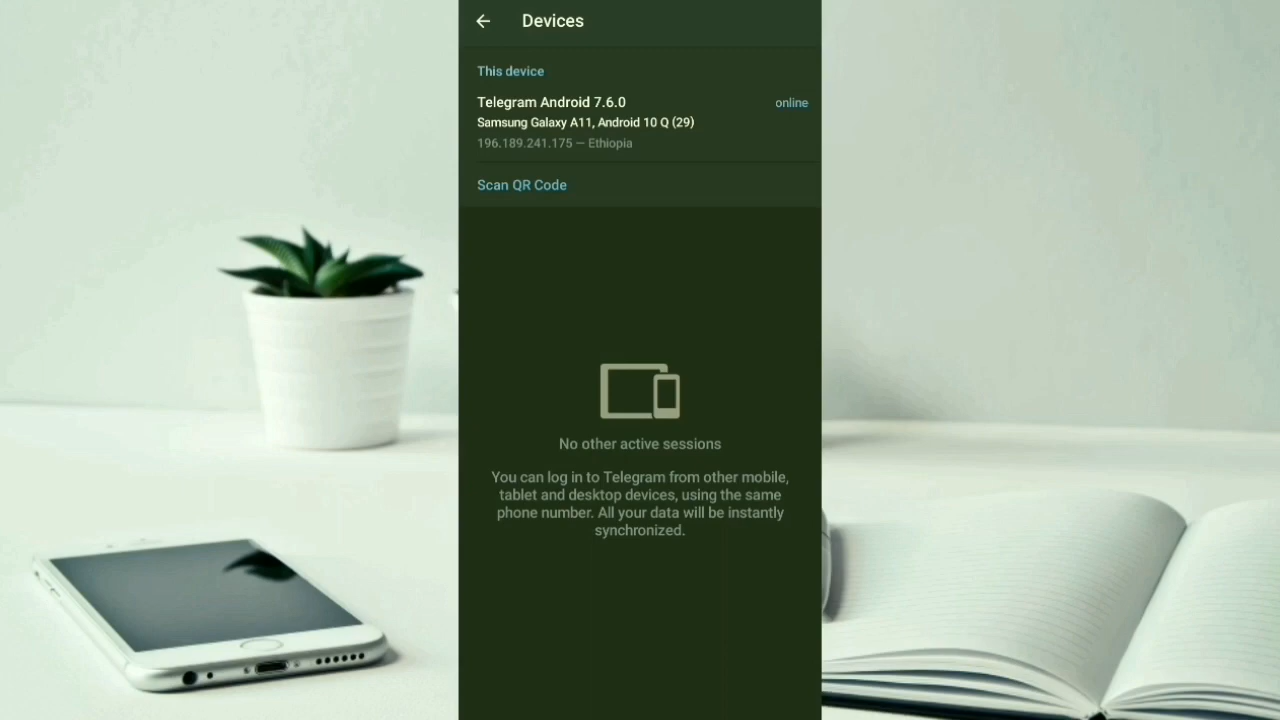 Devices
This device
Telegram Android 7.6.0
online
Samsung Galaxy A11, Android 10 Q (29)
196.189.241.175 – Ethiopia
Scan QR Code
No other active sessions
You can log in to Telegram from other mobile,
tablet and desktop devices, using the same
phone number. All your data will be instantly
synchronized.